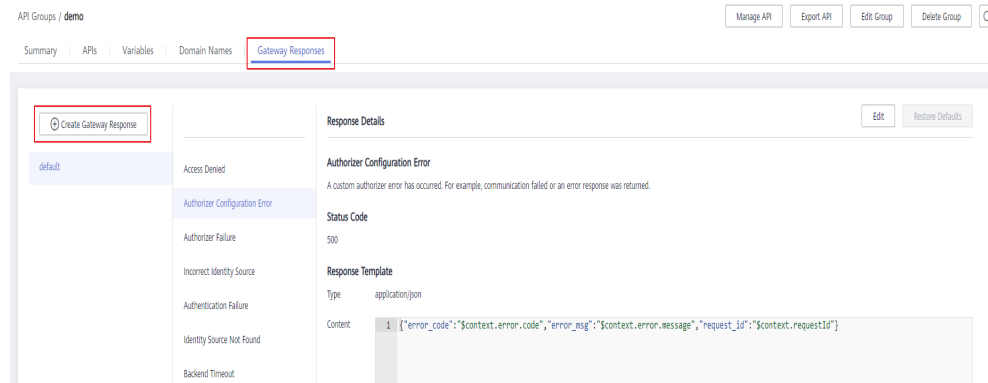 API Groups / demo
Manage API
Export API
Edit Group
Delete Group
Summary
APIs
Variables
Domain Names
Gateway Responses
Create Gateway Response
default
Access Denied
Authorizer Configuration Error
Authorizer Failure
Incorrect Identity Source
Authentication Failure
Identity Source Not Found
Backend Timeout
Response Details
Edit
Restore Defaults
Authorizer Configuration Error
A custom authorizer error has occurred. For example, communication failed or an error response was returned.
Status Code
500
Response Template
Type application/json
Content 1 {"error_code":"$context.error.code","error_msg":"$context.error.message","request_id":"$context.requestId"}